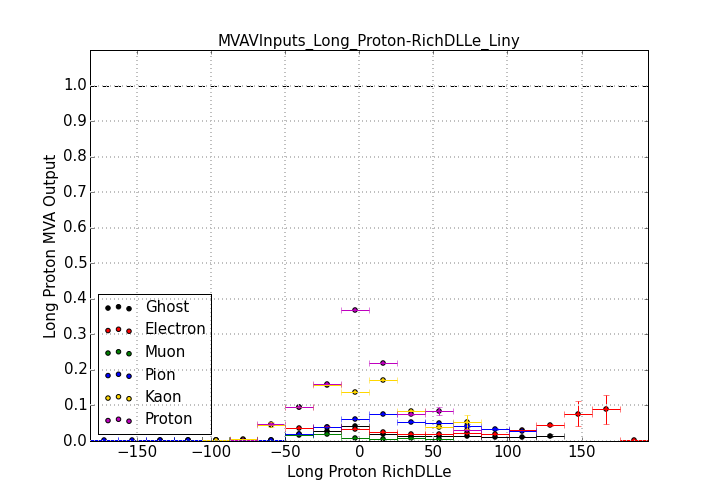 MVAVInputs_Long_Proton-RichDLLe_Liny
Long Proton MVA Output
1.0
0.9
0.8
0.7
0.6
0.5
0.4
0.3
0.2
0.1
0.0
Ghost
Electron
Muon
Pion
Kaon
Proton
−150 −100 −50 0 50 100 150
Long Proton RichDLLe